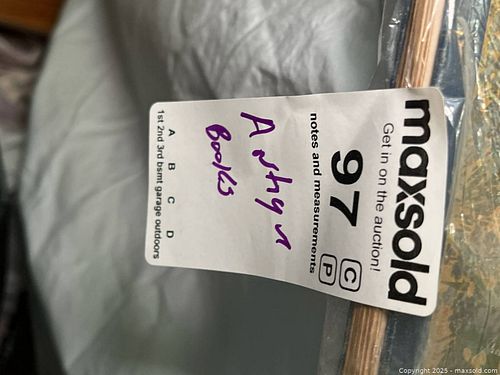 maxsold
Get in on the auction!
97 C P
notes and measurements
Books
A B C D
1st 2nd 3rd bsmt garage outdoors
Copyright 2025 - maxsold.com